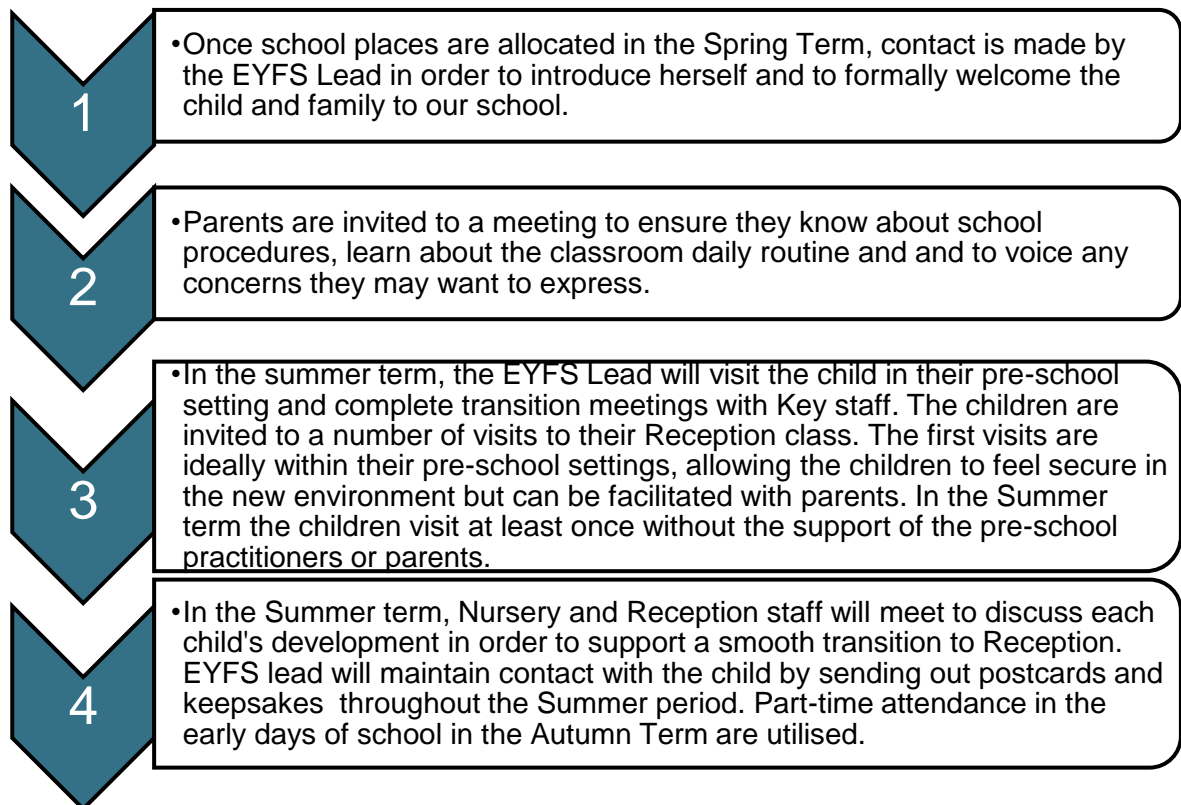 1
•Once school places are allocated in the Spring Term, contact is made by
the EYFS Lead in order to introduce herself and to formally welcome the
child and family to our school.
2
•Parents are invited to a meeting to ensure they know about school
procedures, learn about the classroom daily routine and and to voice any
concerns they may want to express.
3
•In the summer term, the EYFS Lead will visit the child in their pre-school
setting and complete transition meetings with Key staff. The children are
invited to a number of visits to their Reception class. The first visits are
ideally within their pre-school settings, allowing the children to feel secure in
the new environment but can be facilitated with parents. In the Summer
term the children visit at least once without the support of the pre-school
practitioners or parents.
4
•In the Summer term, Nursery and Reception staff will meet to discuss each
child's development in order to support a smooth transition to Reception.
EYFS lead will maintain contact with the child by sending out postcards and
keepsakes  throughout the Summer period. Part-time attendance in the
early days of school in the Autumn Term are utilised.